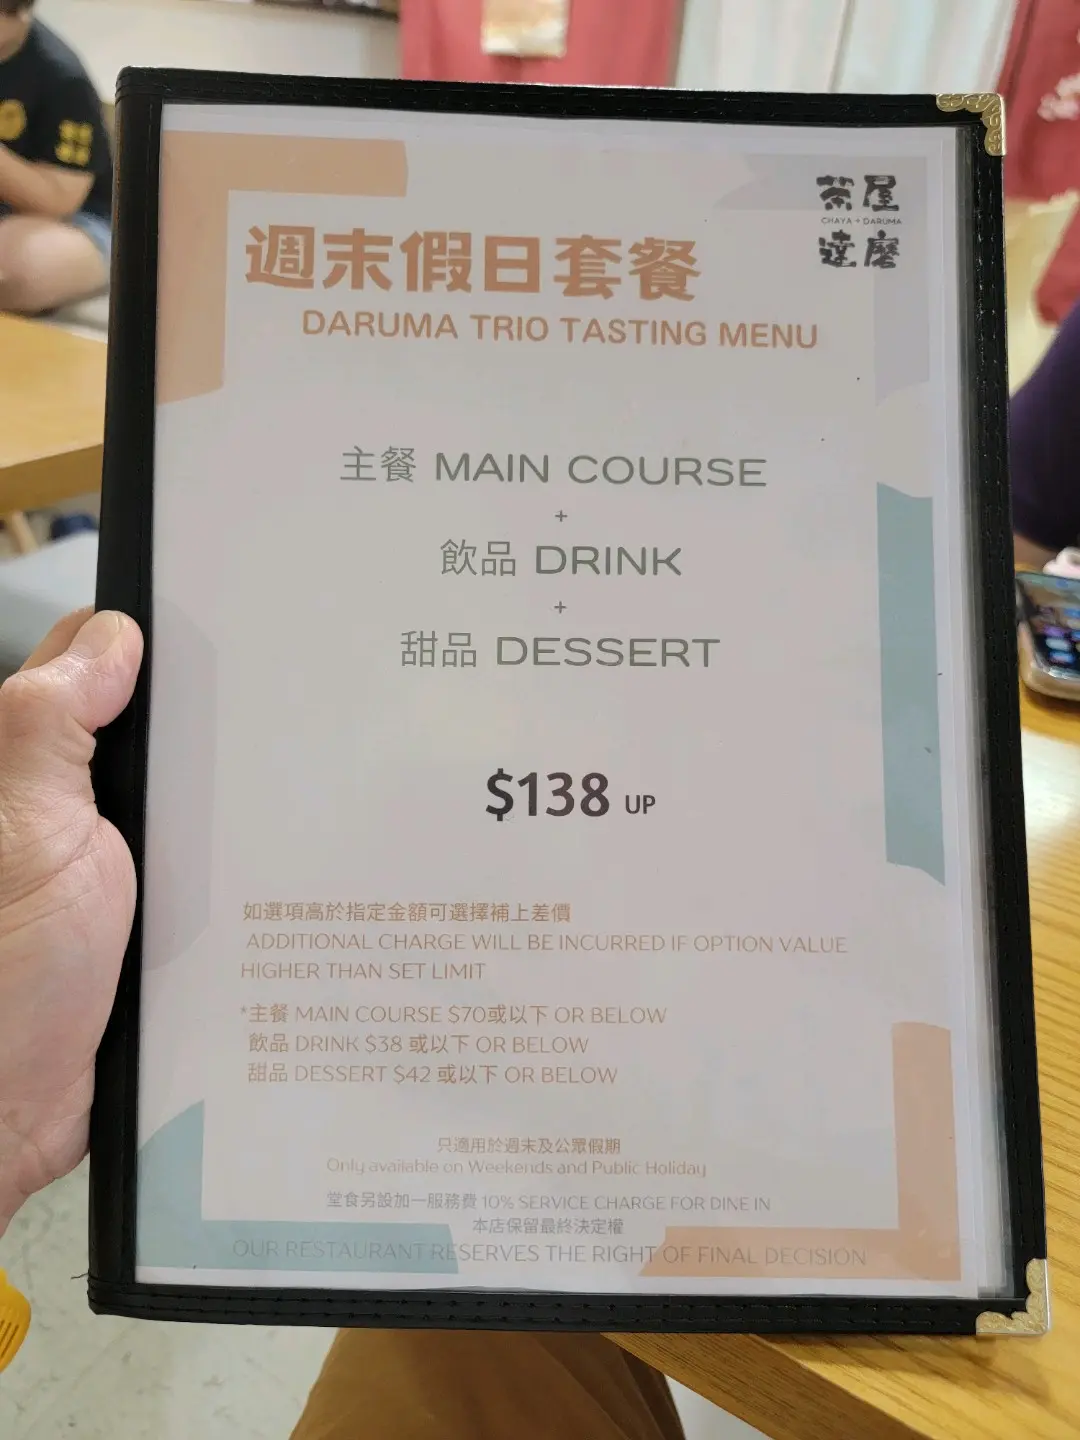 茶屋
CHAYA + DARUMA
達磨
週末假日套餐
DARUMA TRIO TASTING MENU
主餐 MAIN COURSE
+
飲品 DRINK
+
甜品 DESSERT
$138 UP
如選項高於指定金額可選擇補上差價
ADDITIONAL CHARGE WILL BE INCURRED IF OPTION VALUE
HIGHER THAN SET LIMIT
*主餐 MAIN COURSE $70或以下 OR BELOW
飲品 DRINK $38 或以下 OR BELOW
甜品 DESSERT $42 或以下 OR BELOW
只適用於週末及公眾假期
Only available on Weekends and Public Holiday
堂食另設加一服務費 10% SERVICE CHARGE FOR DINE IN
本店保留最終決定權
OUR RESTAURANT RESERVES THE RIGHT OF FINAL DECISION